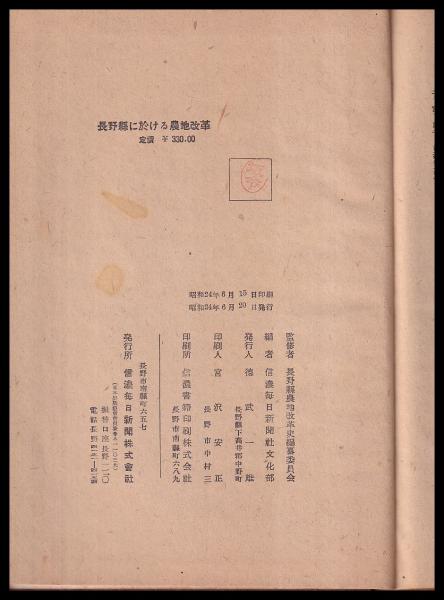 長野縣に於ける農地改革
定價 ￥330.00
昭和24年6月15日印刷
昭和24年6月20日発行
監修者 長野縣農地改革史編纂委員会
編者 信濃毎日新聞社文化部
発行人 徳武一雄
長野縣下高井郡中野町
印刷人 宮沢安正
長野市中村三
印刷所 信濃書籍印刷株式会社
長野市南縣町六八九
長野市南縣町六五七
発行所 信濃毎日新聞株式會社
振替口座長野二二〇
電話長野